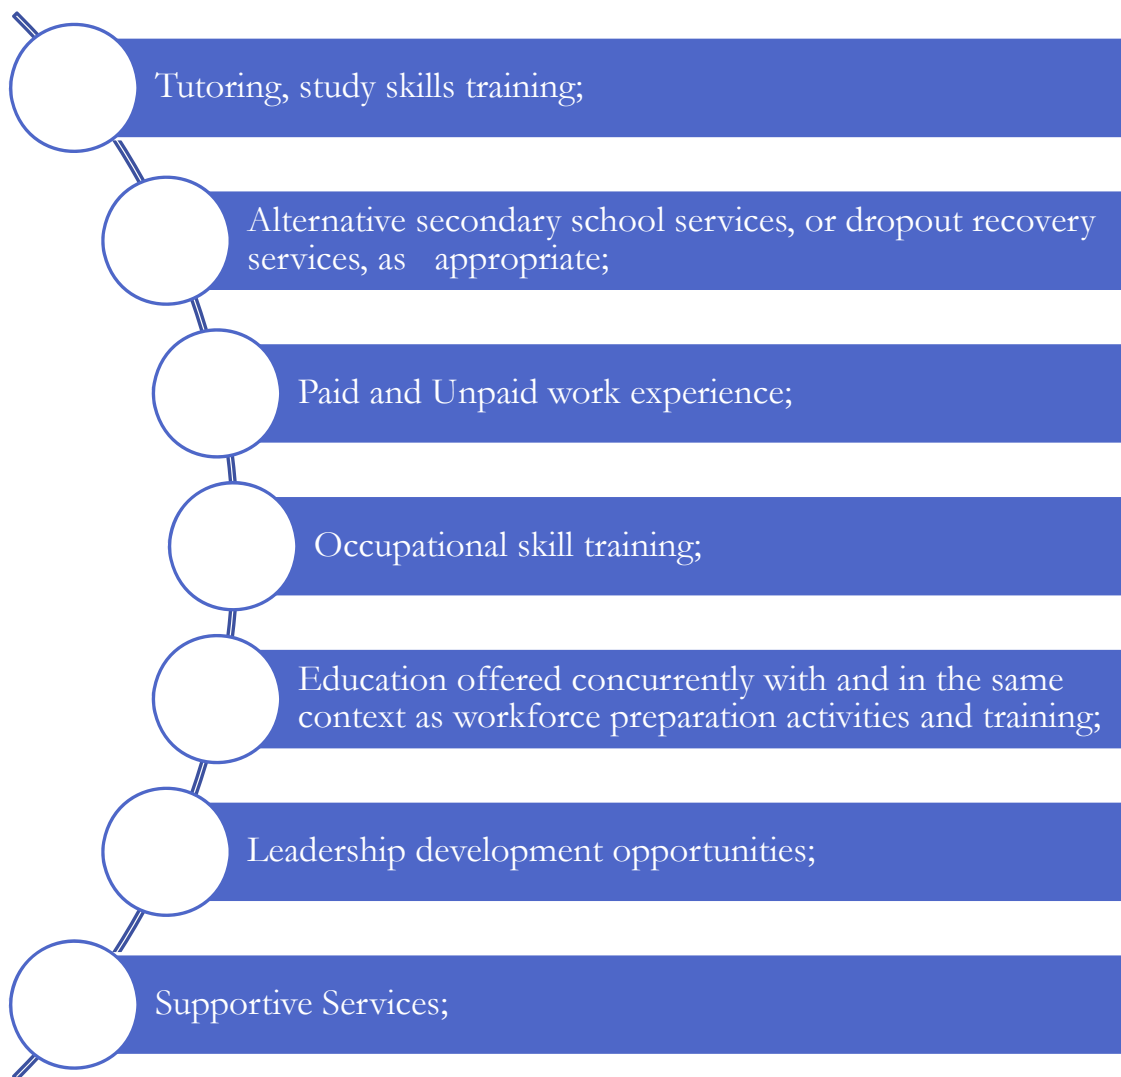 Tutoring, study skills training;
Alternative secondary school services, or dropout recovery
services, as   appropriate;
Paid and Unpaid work experience;
Occupational skill training;
Education offered concurrently with and in the same
context as workforce preparation activities and training;
Leadership development opportunities;
Supportive Services;